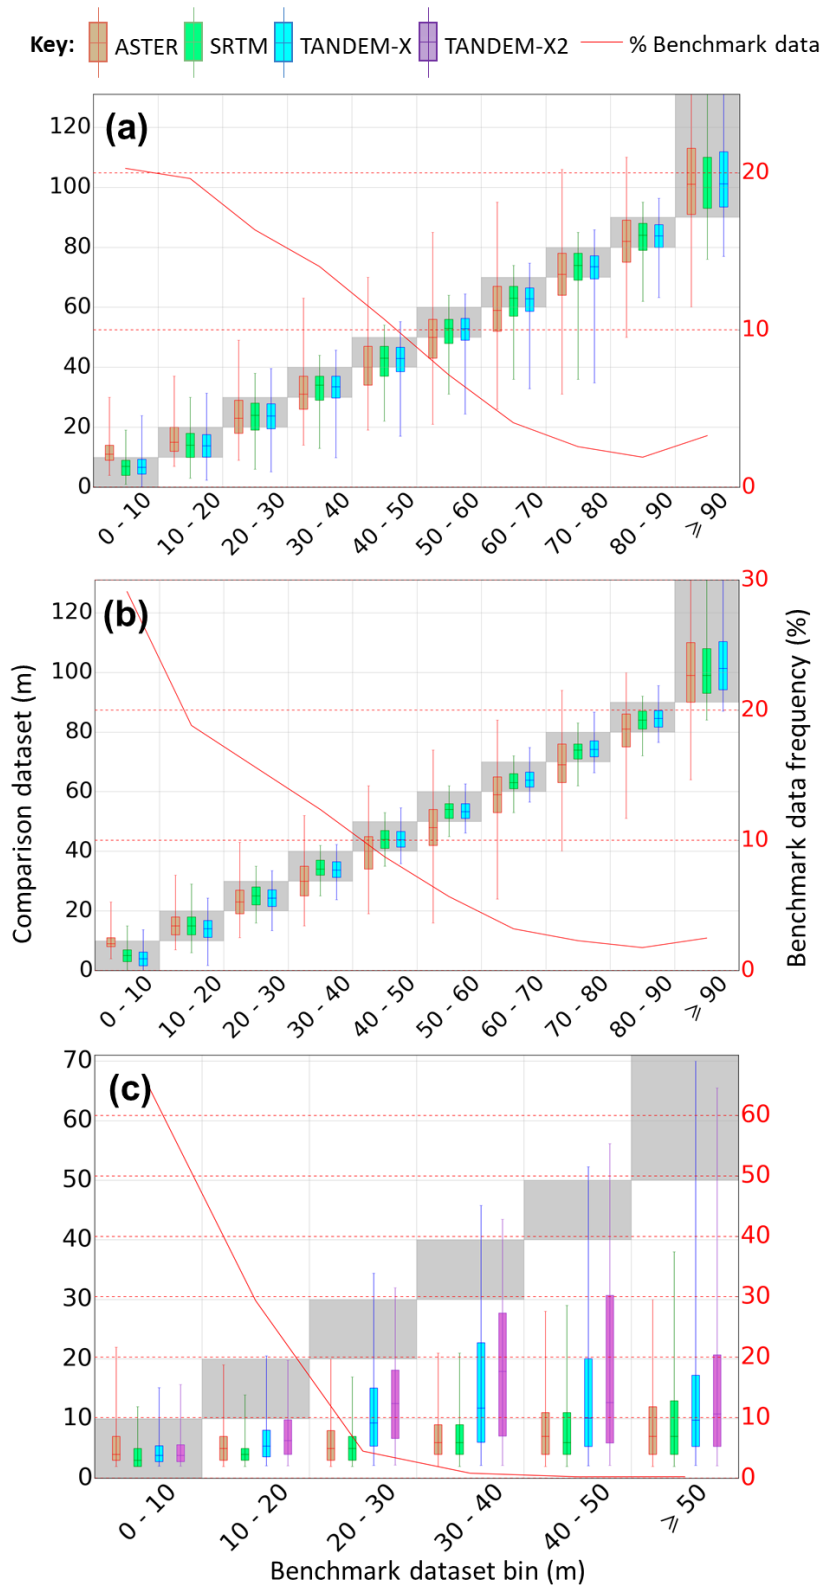 Key: ASTER SRTM TANDEM-X TANDEM-X2 % Benchmark data
(a)
120
100
80
60
40
20
0
20
10
0
0 - 10
10 - 20
20 - 30
30 - 40
40 - 50
50 - 60
60 - 70
70 - 80
80 - 90
⩾ 90
Comparison dataset (m)
(b)
120
100
80
60
40
20
0
30
20
10
0
Benchmark data frequency (%)
0 - 10
10 - 20
20 - 30
30 - 40
40 - 50
50 - 60
60 - 70
70 - 80
80 - 90
⩾ 90
(c)
70
60
50
40
30
20
10
0
60
50
40
30
20
10
0
0 - 10
10 - 20
20 - 30
30 - 40
40 - 50
⩾ 50
Benchmark dataset bin (m)